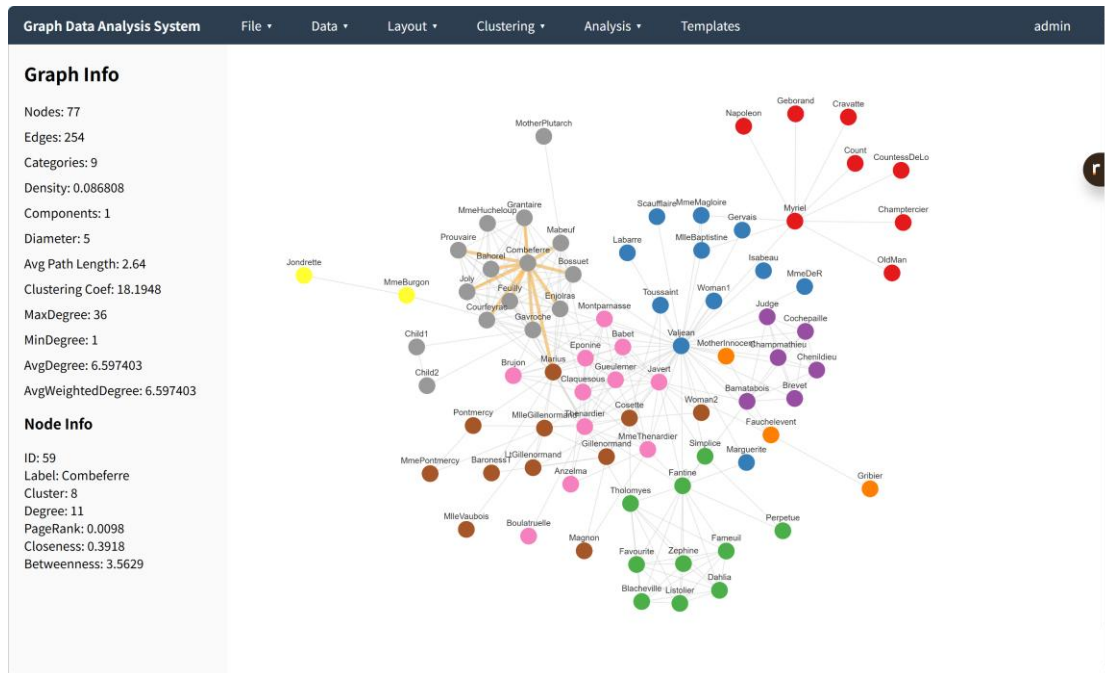 Graph Data Analysis System File ▾ Data ▾ Layout ▾ Clustering ▾ Analysis ▾ Templates admin
Graph Info
Nodes: 77
Edges: 254
Categories: 9
Density: 0.086808
Components: 1
Diameter: 5
Avg Path Length: 2.64
Clustering Coef: 18.1948
MaxDegree: 36
MinDegree: 1
AvgDegree: 6.597403
AvgWeightedDegree: 6.597403
Node Info
ID: 59
Label: Combeferre
Cluster: 8
Degree: 11
PageRank: 0.0098
Closeness: 0.3918
Betweenness: 3.5629
Geborand
Cravatte
Napoleon
MotherPlutarch
Count
CountessDeLo
r
Grantaire
MmeHucheloup
Scaufflaire
MmeMagloire
Myriel
Champtercier
Gervais
Mabeuf
Prouvaire
Labarre
MlleBaptistine
Combeferre
Bahorel
Isabeau
OldMan
Jondrette
Bossuet
MmeDeR
Joly
MmeBurgon
Feuilly
Toussaint
Woman1
Enjolras
Courfeyrac
Montparnasse
Judge
Gavroche
Cochepaille
Child1
Babet
Valjean
MotherInnocent
Champmathieu
Eponine
Marius
Brujon
Chenildieu
Gueulemer
Javert
Child2
Claquesous
Brevet
Bamatabois
Woman2
Cosette
Pontmercy
MlleGillenormand
Thenardier
Fauchelevent
MmeThenardier
Gillenormand
Simplice
Marguerite
MmePontmercy
BaronessT
LtGillenormand
Anzelma
Fantine
Gribier
Tholomyes
MlleVaubois
Boulatruelle
Perpetue
Magnon
Favourite
Zephine
Fameuil
Dahlia
Blacheville
Listolier